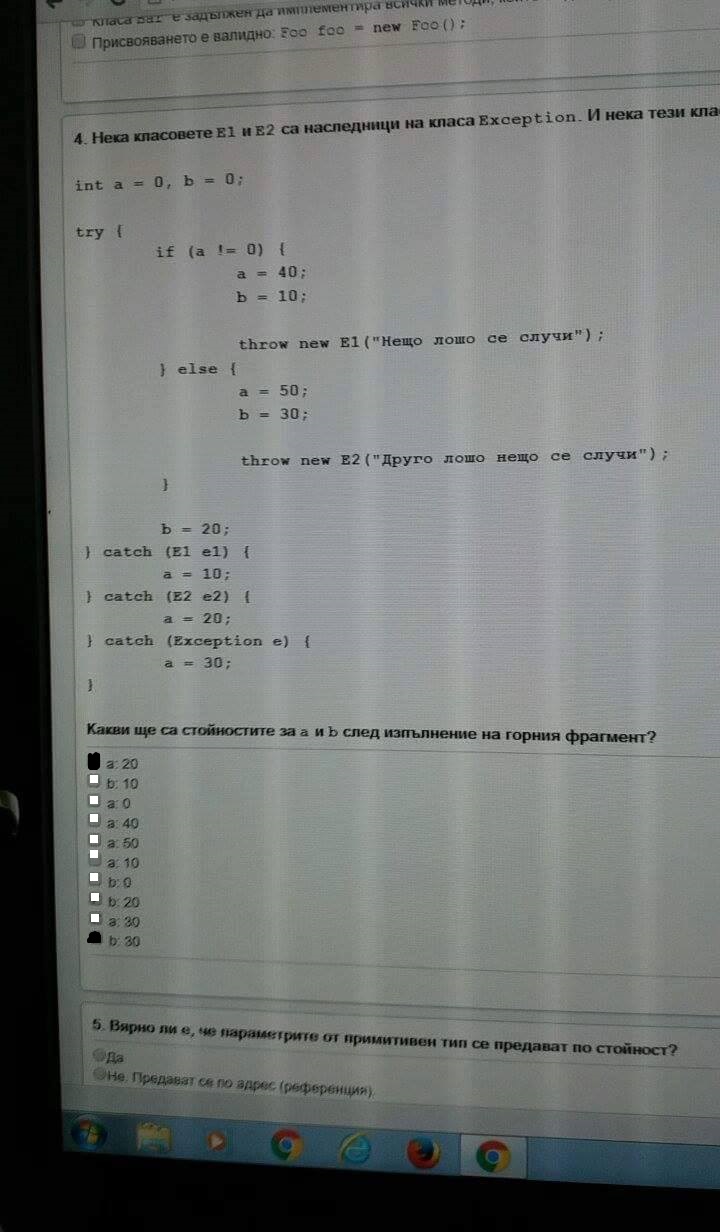 Класа Bar е задължен да имплементира всички методи,
Присвояването е валидно: Foo foo = new Foo();
4. Нека класовете E1 и E2 са наследници на класа Exception. И нека тези
int a = 0, b = 0;
try {
if (a != 0) {
a = 40;
b = 10;
throw new E1("Нещо лошо се случи");
} else {
a = 50;
b = 30;
throw new E2("Друго лошо нещо се случи");
}
b = 20;
} catch (E1 e1) {
a = 10;
} catch (E2 e2) {
a = 20;
} catch (Exception e) {
a = 30;
}
Какви ще са стойностите за a и b след изпълнение на горния фрагмент?
a: 20
b: 10
a: 0
a: 40
a: 50
a: 10
b: 0
b: 20
a: 30
b: 30
5. Вярно ли е, че параметрите от примитивен тип се предават по стойност?
Да
Не. Предават се по адрес (референция).